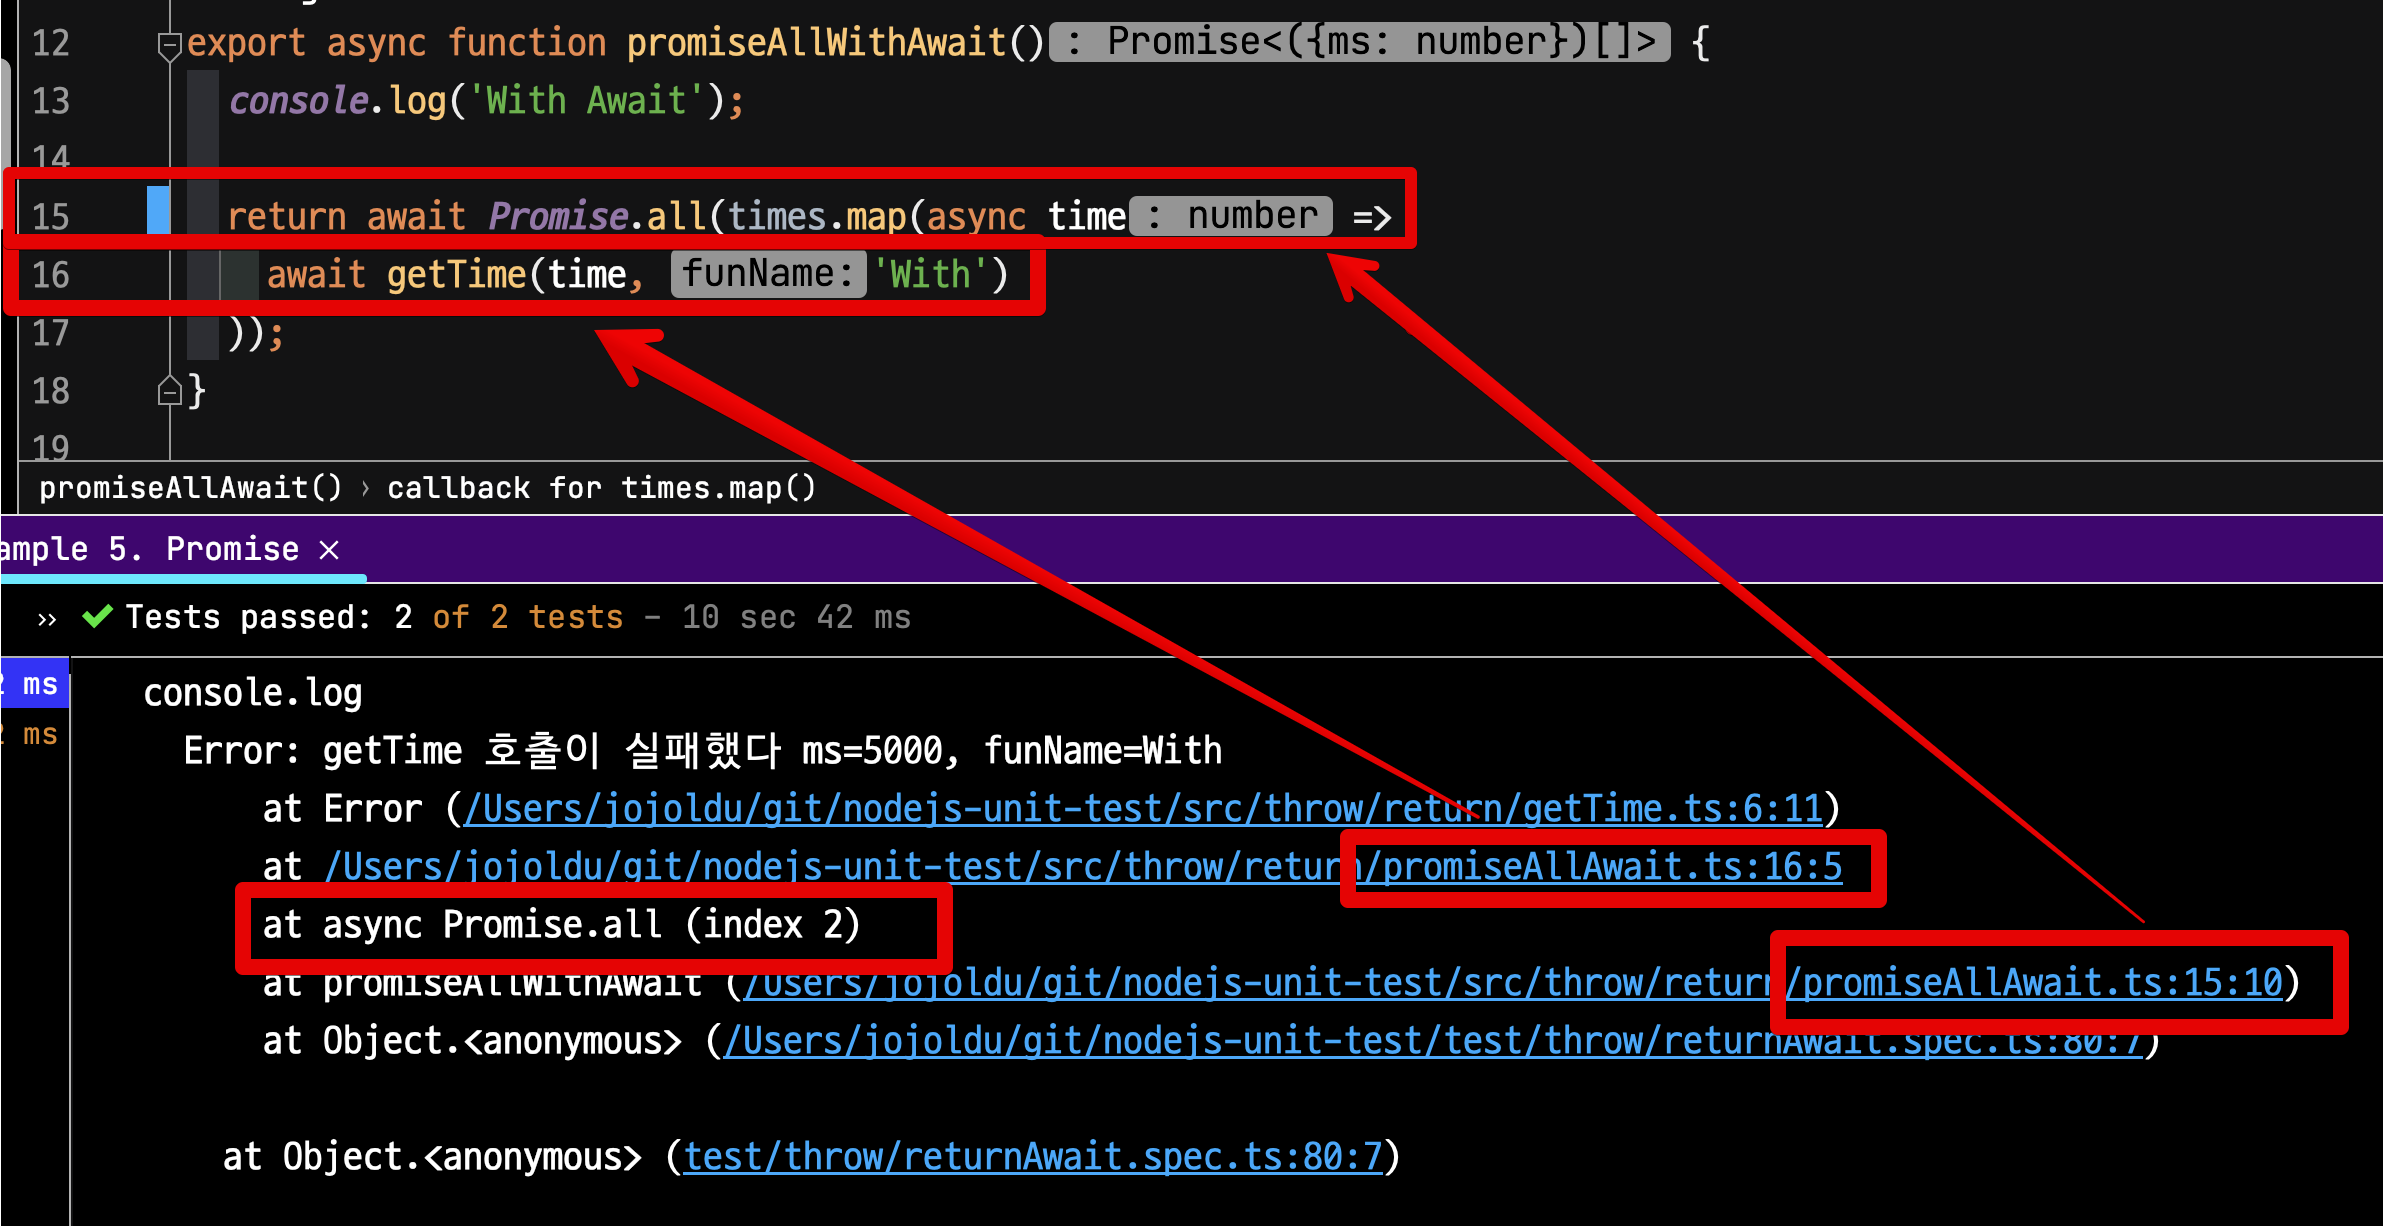 12 export async function promiseAllWithAwait() : Promise<({ms: number})[]> {
13 console.log('With Await');
14
15 return await Promise.all(times.map(async time : number =>
16 await getTime(time, funName: 'With')
17 ));
18 }
19
promiseAllAwait() › callback for times.map()
ample 5. Promise ×
» ✔ Tests passed: 2 of 2 tests – 10 sec 42 ms
2 ms
2 ms
console.log
Error: getTime 호출이 실패했다 ms=5000, funName=With
at Error (/Users/jojoldu/git/nodejs-unit-test/src/throw/return/getTime.ts:6:11)
at /Users/jojoldu/git/nodejs-unit-test/src/throw/return/promiseAllAwait.ts:16:5
at async Promise.all (index 2)
at promiseAllWithAwait (/Users/jojoldu/git/nodejs-unit-test/src/throw/return/promiseAllAwait.ts:15:10)
at Object.<anonymous> (/Users/jojoldu/git/nodejs-unit-test/test/throw/returnAwait.spec.ts:80:7)
at Object.<anonymous> (test/throw/returnAwait.spec.ts:80:7)